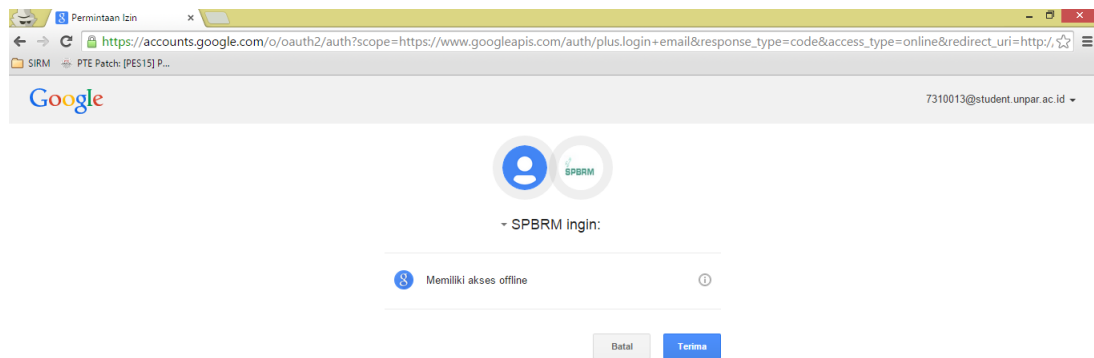 Permintaan Izin
https://accounts.google.com/o/oauth2/auth?scope=https://www.googleapis.com/auth/plus.login+email&response_type=code&access_type=online&redirect_uri=http:/,
SIRM PTE Patch: [PES15] P...
Google 7310013@student.unpar.ac.id
SPBRM
SPBRM ingin:
8 Memiliki akses offline
Batal Terima